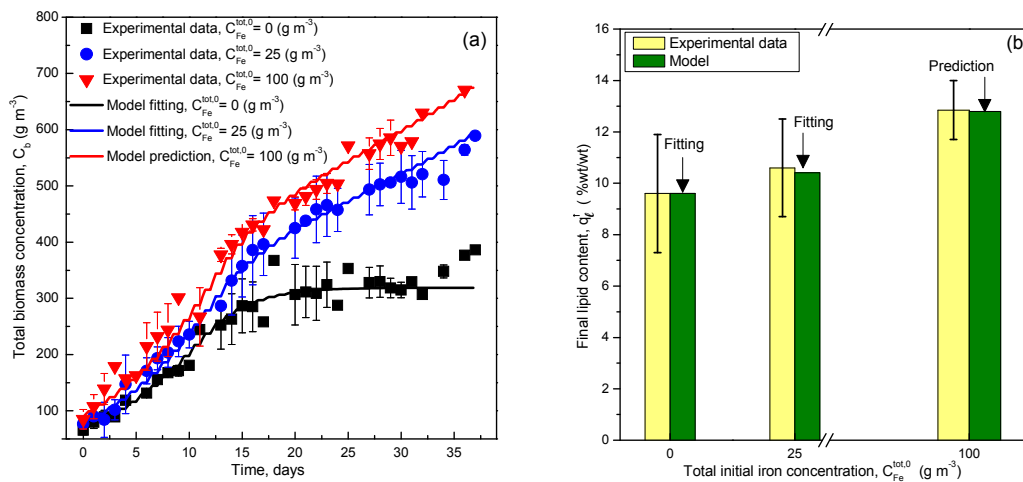 (a)
Experimental data, C_Fe^tot,0 = 0 (g m⁻³)
Experimental data, C_Fe^tot,0 = 25 (g m⁻³)
Experimental data, C_Fe^tot,0 = 100 (g m⁻³)
Model fitting, C_Fe^tot,0 = 0 (g m⁻³)
Model fitting, C_Fe^tot,0 = 25 (g m⁻³)
Model prediction, C_Fe^tot,0 = 100 (g m⁻³)
Total biomass concentration, C_b (g m⁻³)
800
700
600
500
400
300
200
100
0 5 10 15 20 25 30 35
Time, days
(b)
Experimental data
Model
Prediction
Fitting
Fitting
Final lipid content, q_ℓ^† (%wt/wt)
16
14
12
10
8
6
4
2
0
0 25 100
Total initial iron concentration, C_Fe^tot,0 (g m⁻³)